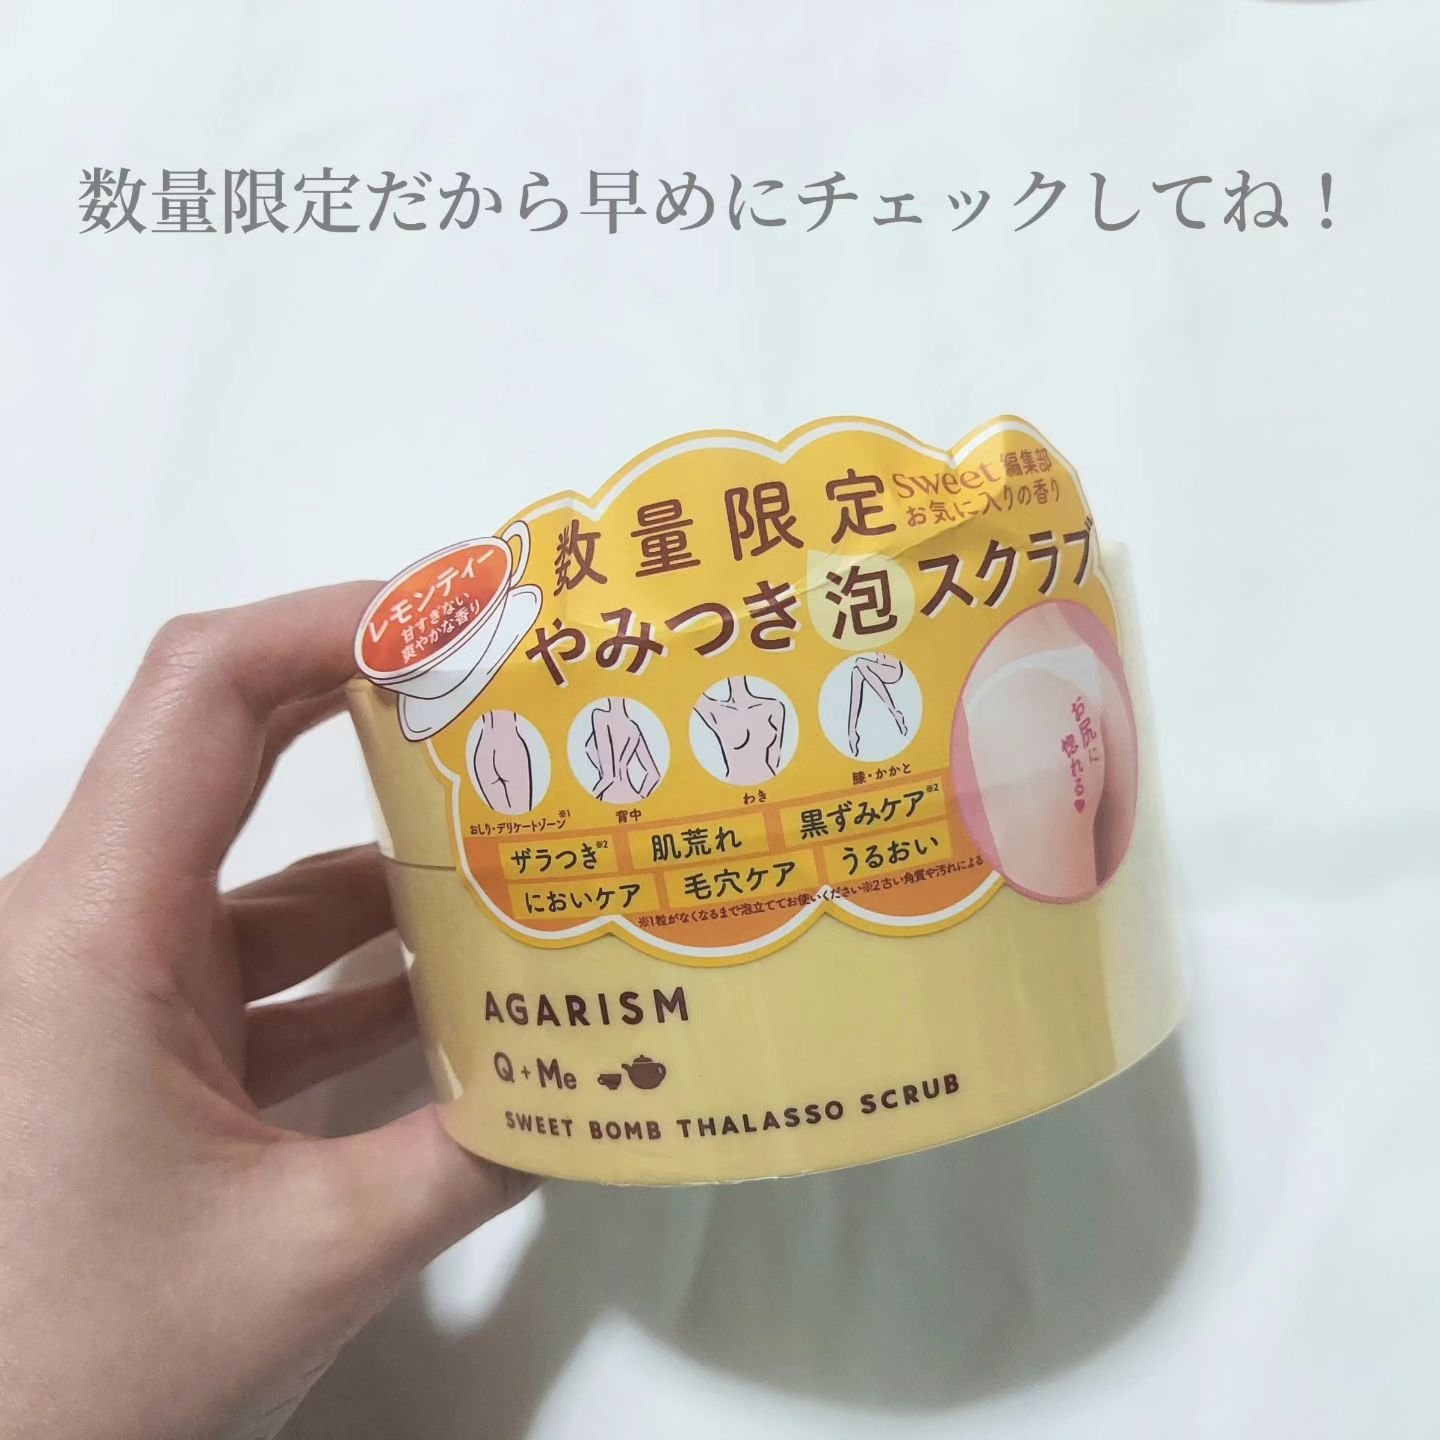 数量限定だから早めにチェックしてね！
数量限定
sweet編集部
お気に入りの香り
やみつき泡スクラブ
レモンティー
甘すぎない
爽やかな香り
おしり・デリケートゾーン※1
背中
わき
膝・かかと
お尻に
惚れる♥
ザラつき※2
肌荒れ
黒ずみケア※2
においケア
毛穴ケア
うるおい
※1粒がなくなるまで泡立ててお使いください※2古い角質や汚れによる
AGARISM
Q+Me
SWEET BOMB THALASSO SCRUB